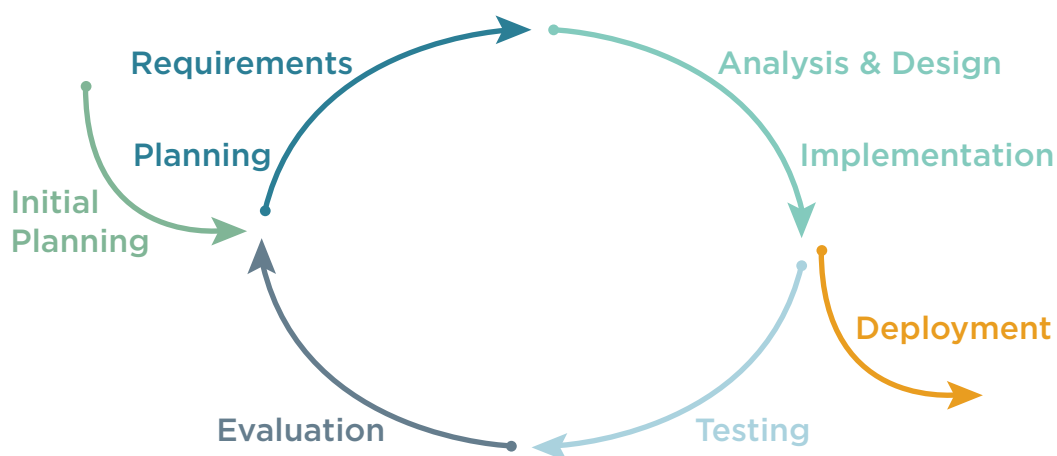 Requirements
Analysis & Design
Planning
Implementation
Initial
Planning
Deployment
Evaluation
Testing